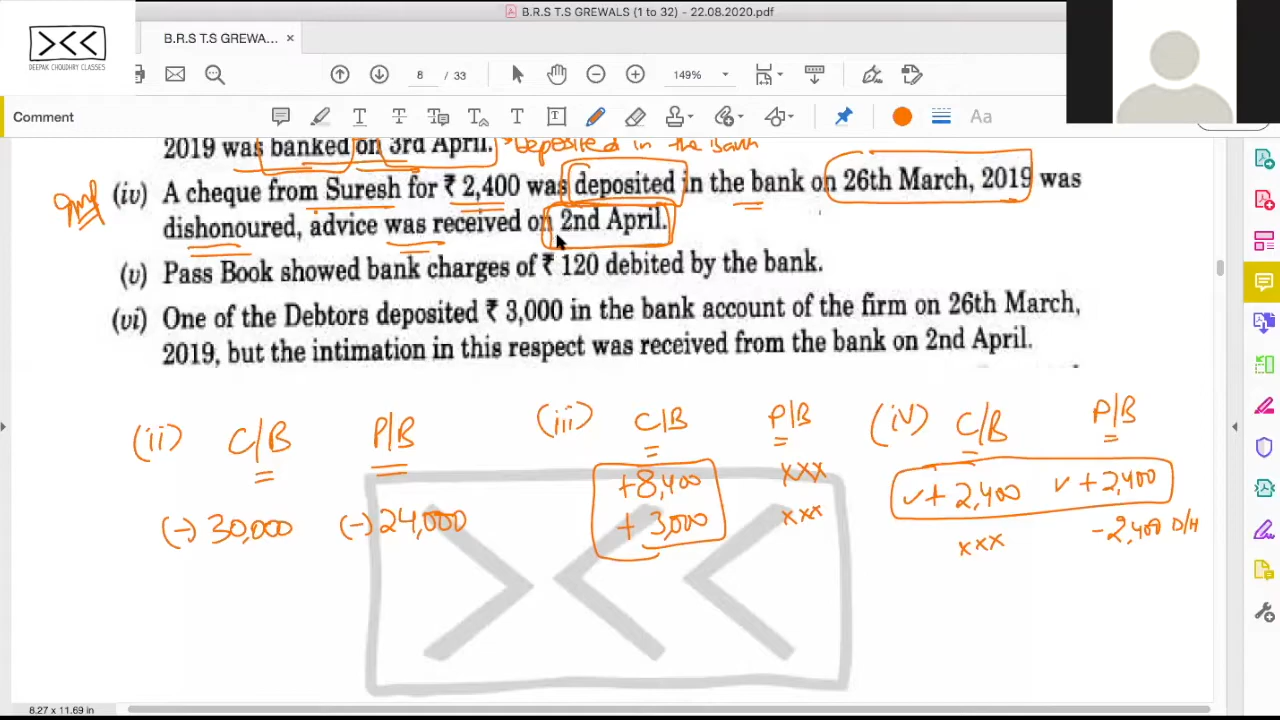 B.R.S T.S GREWALS (1 to 32) - 22.08.2020.pdf
DEEPAK CHOUDHRY CLASSES
B.R.S T.S GREWA... ×
8 / 33
149%
Comment
Aa
2019 was banked on 3rd April. Deposited in the Bank
(iv) A cheque from Suresh for ₹ 2,400 was deposited in the bank on 26th March, 2019 was
dishonoured, advice was received on 2nd April.
(v) Pass Book showed bank charges of ₹ 120 debited by the bank.
(vi) One of the Debtors deposited ₹ 3,000 in the bank account of the firm on 26th March,
2019, but the intimation in this respect was received from the bank on 2nd April.
(ii) C/B P/B (iii) C/B P/B (iv) C/B P/B
+8,400 xxx ✓+ 2,400 ✓+2,400
(-) 30,000 (-) 24,000 + 3,000 xxx xxx -2,400 D/H
8.27 x 11.69 in